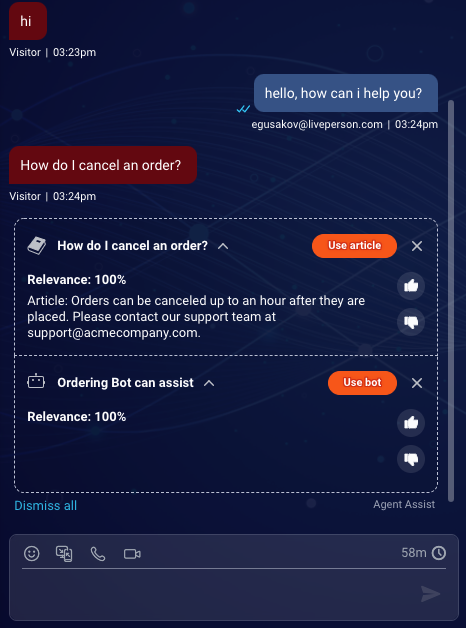 hi
Visitor | 03:23pm
hello, how can i help you?
egusakov@liveperson.com | 03:24pm
How do I cancel an order?
Visitor | 03:24pm
How do I cancel an order?
Use article
Relevance: 100%
Article: Orders can be canceled up to an hour after they are
placed. Please contact our support team at
support@acmecompany.com.
Ordering Bot can assist
Use bot
Relevance: 100%
Dismiss all
Agent Assist
58m